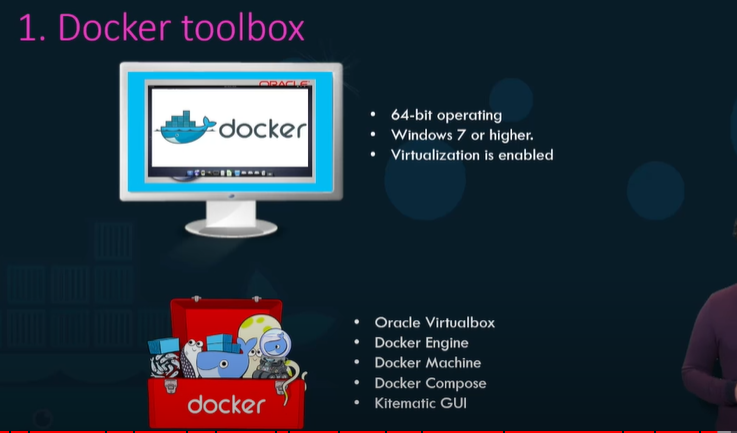 1. Docker toolbox
ORACLE
docker
• 64-bit operating
• Windows 7 or higher.
• Virtualization is enabled
• Oracle Virtualbox
• Docker Engine
• Docker Machine
• Docker Compose
• Kitematic GUI
docker